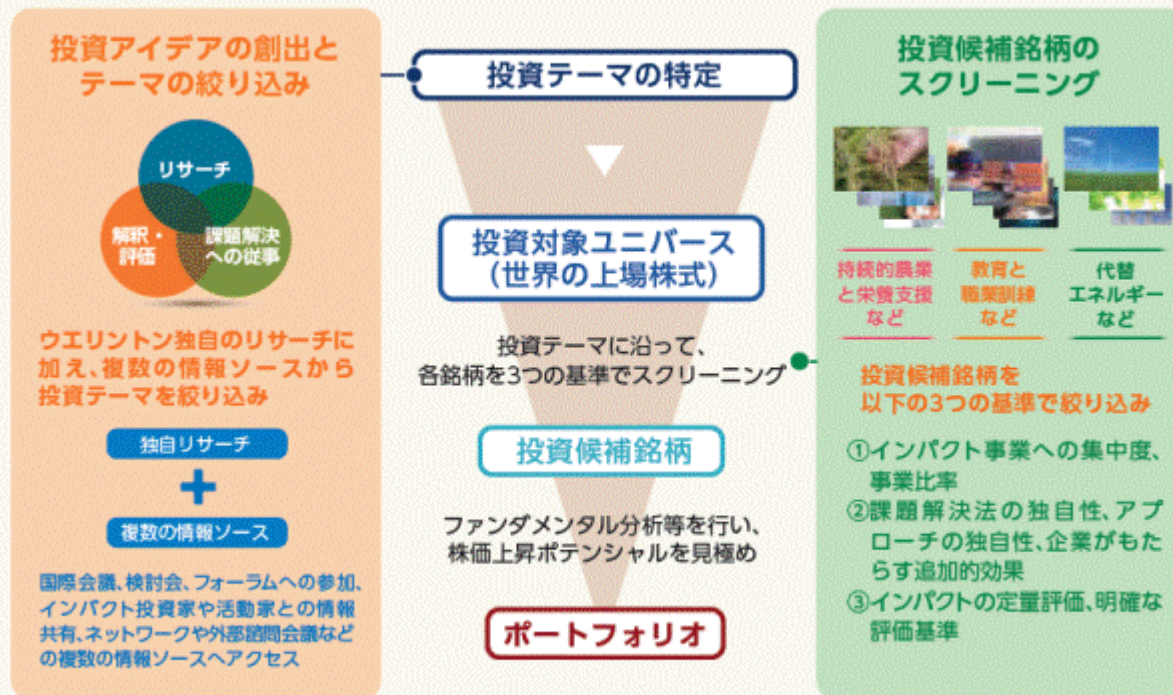 投資アイデアの創出と
テーマの絞り込み
リサーチ
解釈・
評価
課題解決
への従事
ウエリントン独自のリサーチに
加え、複数の情報ソースから
投資テーマを絞り込み
独自リサーチ
+
複数の情報ソース
国際会議、検討会、フォーラムへの参加、
インパクト投資家や活動家との情報
共有、ネットワークや外部諮問会議など
の複数の情報ソースへアクセス
投資テーマの特定
投資対象ユニバース
（世界の上場株式）
投資テーマに沿って、
各銘柄を3つの基準でスクリーニング
投資候補銘柄
ファンダメンタル分析等を行い、
株価上昇ポテンシャルを見極め
ポートフォリオ
投資候補銘柄の
スクリーニング
持続的農業
と栄養支援
など
教育と
職業訓練
など
代替
エネルギー
など
投資候補銘柄を
以下の3つの基準で絞り込み
①インパクト事業への集中度、
事業比率
②課題解決法の独自性、アプ
ローチの独自性、企業がもた
らす追加的効果
③インパクトの定量評価、明確な
評価基準